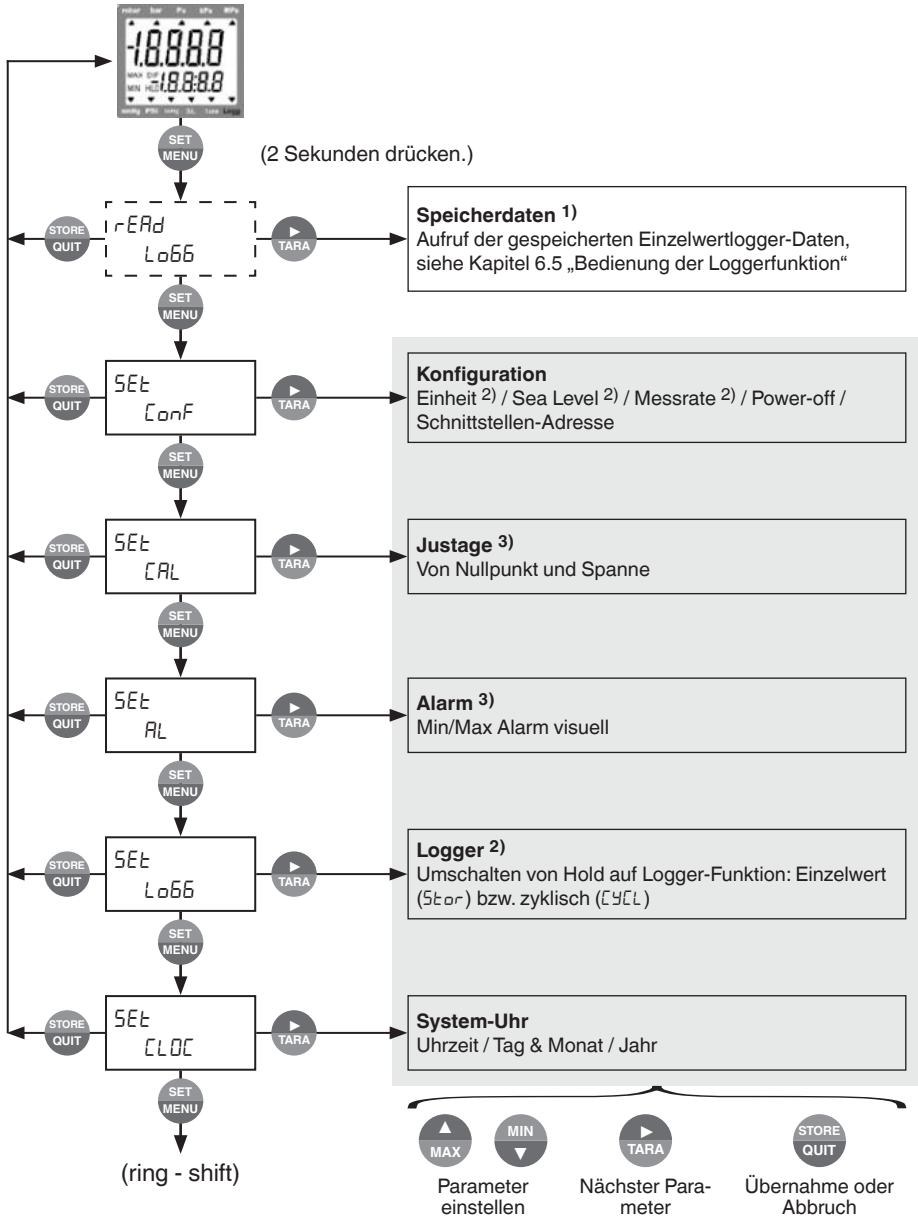 mbar bar Pa kPa MPa
-1.8.8.8.8
MAX DIF
MIN HLD -1.8.8:8.8
mmHg PSI inHg S.L. Tara Logg
SET
MENU
(2 Sekunden drücken.)
STORE
QUIT
rEAd
LoGG
▶
TARA
Speicherdaten 1)
Aufruf der gespeicherten Einzelwertlogger-Daten,
siehe Kapitel 6.5 „Bedienung der Loggerfunktion“
SET
MENU
STORE
QUIT
SEt
ConF
▶
TARA
Konfiguration
Einheit 2) / Sea Level 2) / Messrate 2) / Power-off /
Schnittstellen-Adresse
SET
MENU
STORE
QUIT
SEt
CAL
▶
TARA
Justage 3)
Von Nullpunkt und Spanne
SET
MENU
STORE
QUIT
SEt
AL
▶
TARA
Alarm 3)
Min/Max Alarm visuell
SET
MENU
STORE
QUIT
SEt
LoGG
▶
TARA
Logger 2)
Umschalten von Hold auf Logger-Funktion: Einzelwert
(Stor) bzw. zyklisch (CYCL)
SET
MENU
STORE
QUIT
SEt
CLOC
▶
TARA
System-Uhr
Uhrzeit / Tag & Monat / Jahr
SET
MENU
(ring - shift)
▲
MAX
MIN
▼
▶
TARA
STORE
QUIT
Parameter
einstellen
Nächster Para-
meter
Übernahme oder
Abbruch